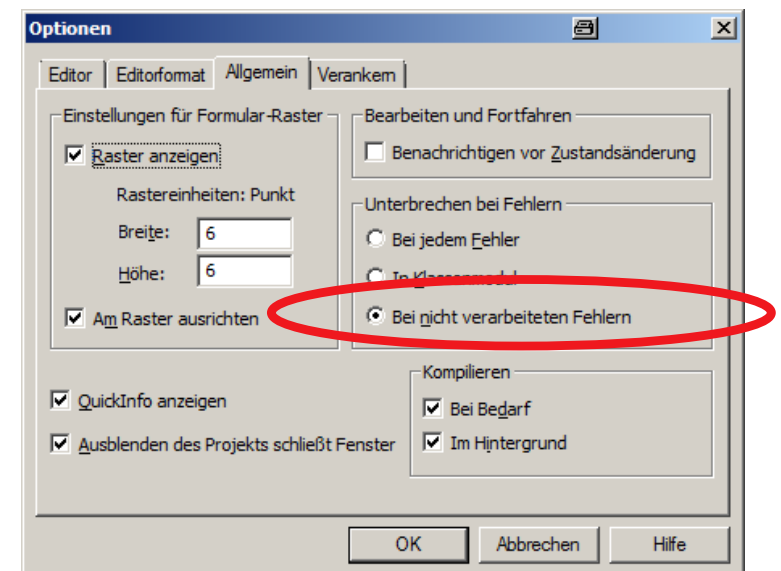 Optionen
Editor
Editorformat
Allgemein
Verankern
Einstellungen für Formular-Raster
Raster anzeigen
Rastereinheiten: Punkt
Breite: 6
Höhe: 6
Am Raster ausrichten
Bearbeiten und Fortfahren
Benachrichtigen vor Zustandsänderung
Unterbrechen bei Fehlern
Bei jedem Fehler
In Klassenmodul
Bei nicht verarbeiteten Fehlern
QuickInfo anzeigen
Ausblenden des Projekts schließt Fenster
Kompilieren
Bei Bedarf
Im Hintergrund
OK
Abbrechen
Hilfe